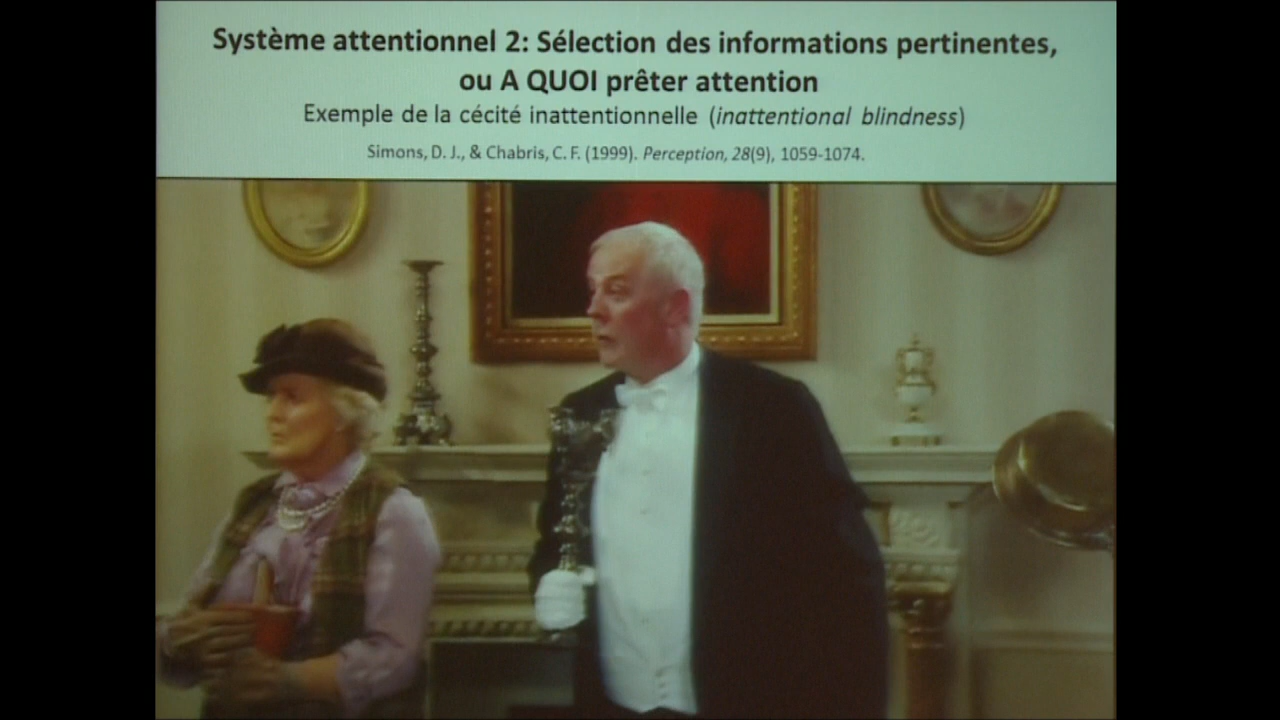 Système attentionnel 2: Sélection des informations pertinentes,
ou A QUOI prêter attention
Exemple de la cécité inattentionnelle (inattentional blindness)
Simons, D. J., & Chabris, C. F. (1999). Perception, 28(9), 1059-1074.